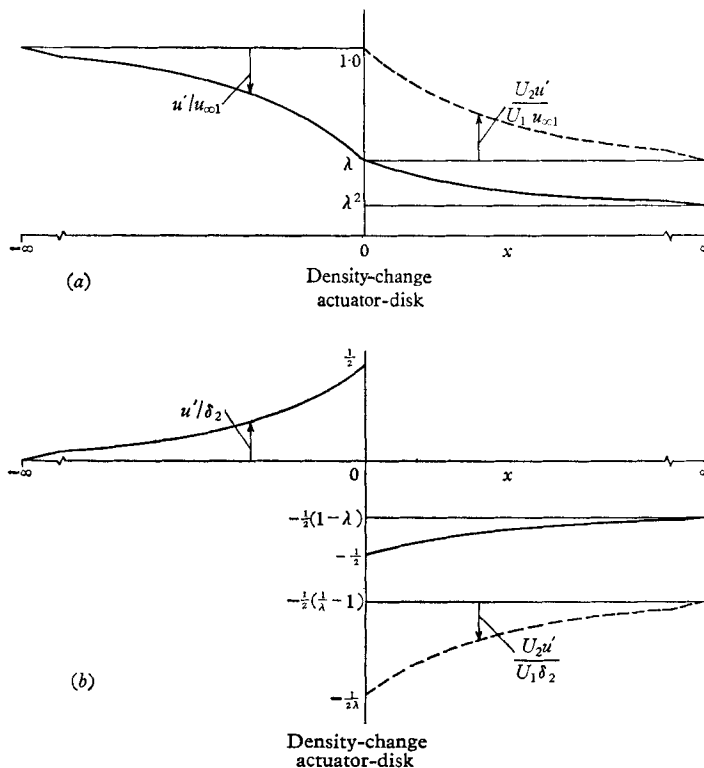 1·0
u′/u∞1
U₂u′
U₁ u∞1
λ
λ²
−∞
0
x
∞
(a)
Density-change
actuator-disk
½
u′/δ₂
−∞
0
x
∞
−½(1−λ)
−½
−½(1/λ−1)
U₂u′
U₁δ₂
(b)
−1/2λ
Density-change
actuator-disk